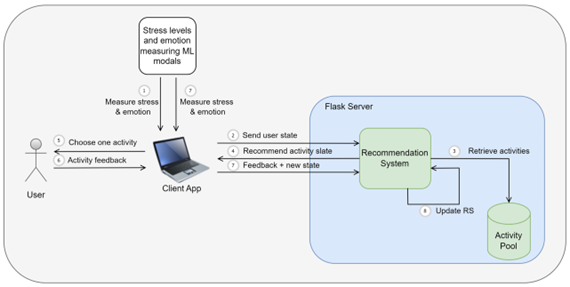 Stress levels
and emotion
measuring ML
modals
1
7
Measure stress
& emotion
Measure stress
& emotion
Flask Server
5
Choose one activity
6
Activity feedback
User
Client App
2
Send user state
4
Recommend activity slate
7
Feedback + new state
Recommendation
System
3
Retrieve activities
8
Update RS
Activity
Pool